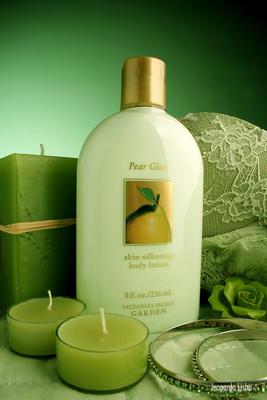 Pear Glacé
skin-silkening
body lotion
8 fl. oz./236 mL
VICTORIA'S SECRET
GARDEN